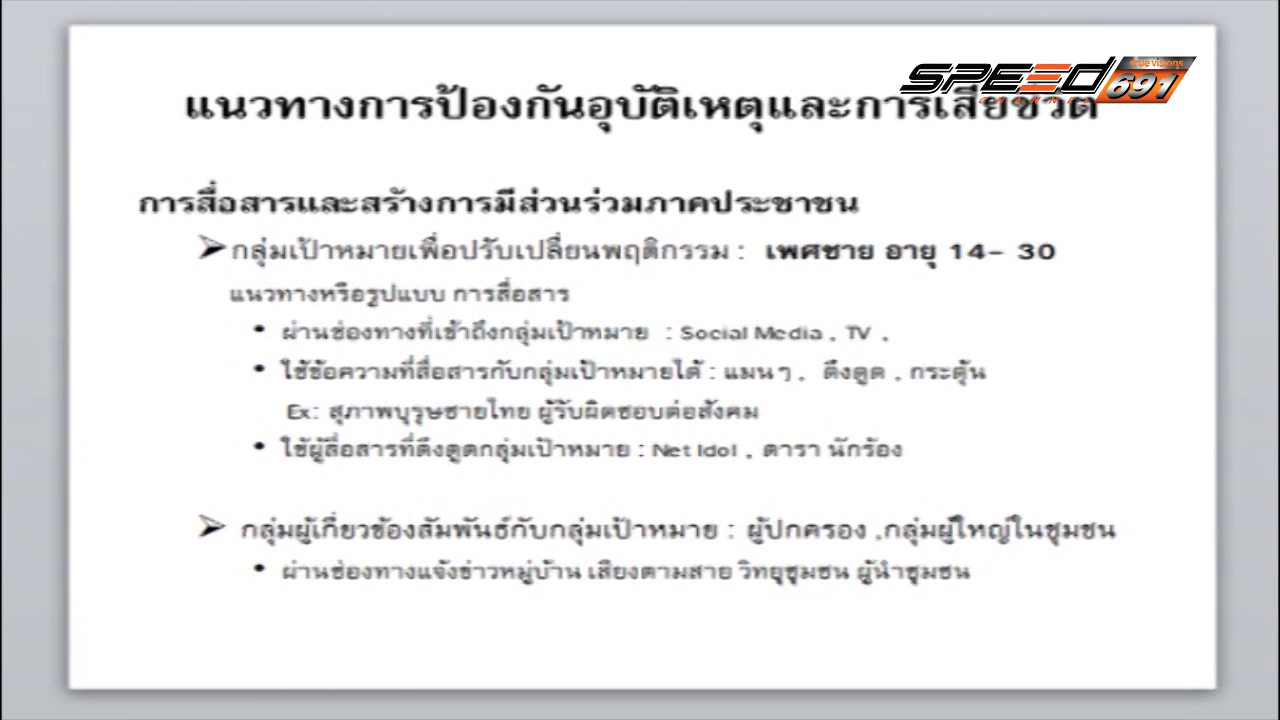 SPEED
true visions
691
แนวทางการป้องกันอุบัติเหตุและการเสียชีวิต
การสื่อสารและสร้างการมีส่วนร่วมภาคประชาชน
➢กลุ่มเป้าหมายเพื่อปรับเปลี่ยนพฤติกรรม : เพศชาย อายุ 14– 30
แนวทางหรือรูปแบบ การสื่อสาร
• ผ่านช่องทางที่เข้าถึงกลุ่มเป้าหมาย : Social Media , TV ,
• ใช้ข้อความที่สื่อสารกับกลุ่มเป้าหมายได้ : แมนๆ , ดึงดูด , กระตุ้น
Ex: สุภาพบุรุษชายไทย ผู้รับผิดชอบต่อสังคม
• ใช้ผู้สื่อสารที่ดึงดูดกลุ่มเป้าหมาย : Net Idol , ดารา นักร้อง
➢ กลุ่มผู้เกี่ยวข้องสัมพันธ์กับกลุ่มเป้าหมาย : ผู้ปกครอง ,กลุ่มผู้ใหญ่ในชุมชน
• ผ่านช่องทางแจ้งข่าวหมู่บ้าน เสียงตามสาย วิทยุชุมชน ผู้นำชุมชน